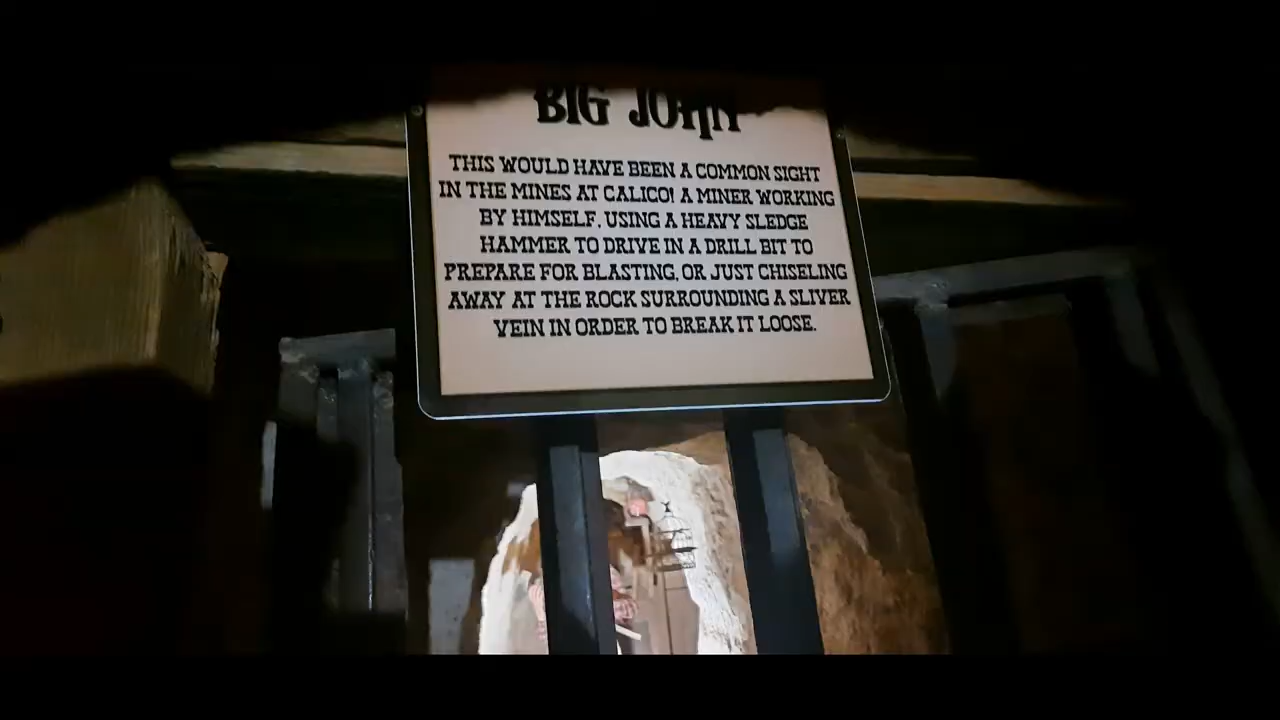 BIG JOHN
THIS WOULD HAVE BEEN A COMMON SIGHT
IN THE MINES AT CALICO! A MINER WORKING
BY HIMSELF, USING A HEAVY SLEDGE
HAMMER TO DRIVE IN A DRILL BIT TO
PREPARE FOR BLASTING, OR JUST CHISELING
AWAY AT THE ROCK SURROUNDING A SLIVER
VEIN IN ORDER TO BREAK IT LOOSE.